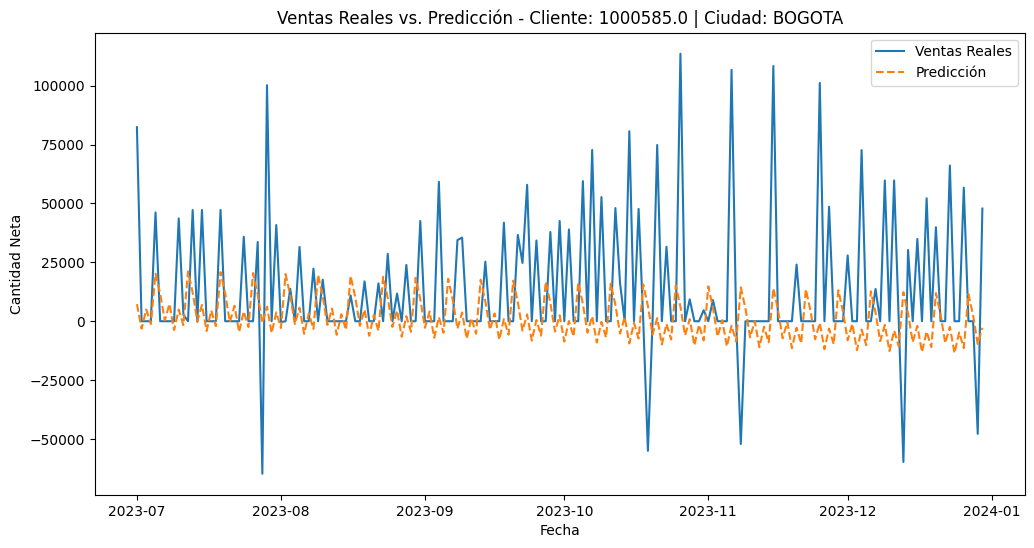 Ventas Reales vs. Predicción - Cliente: 1000585.0 | Ciudad: BOGOTA
Ventas Reales
Predicción
100000
75000
50000
25000
0
−25000
−50000
Cantidad Neta
2023-07
2023-08
2023-09
2023-10
2023-11
2023-12
2024-01
Fecha